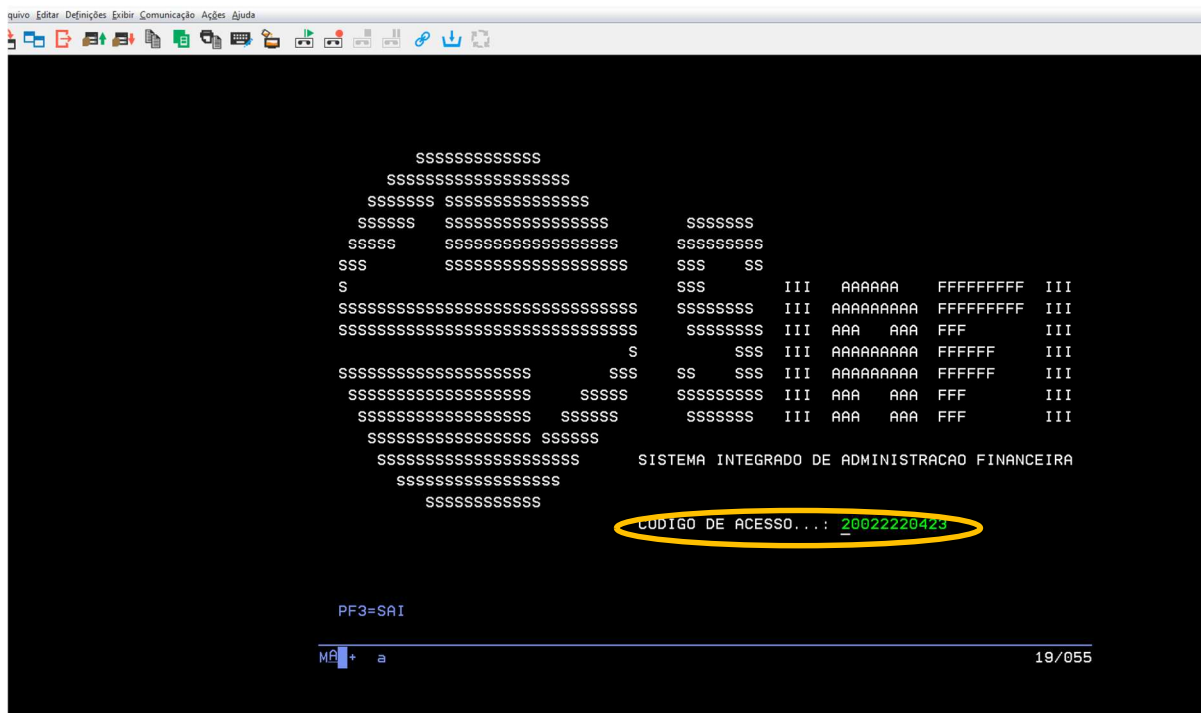 quivo Editar Definições Exibir Comunicação Ações Ajuda
SSSSSSSSSSSSS
SSSSSSSSSSSSSSSSSSS
SSSSSSS SSSSSSSSSSSSSSS
SSSSSS SSSSSSSSSSSSSSSSS SSSSSSS
SSSSS SSSSSSSSSSSSSSSSSS SSSSSSSSS
SSS SSSSSSSSSSSSSSSSSSS SSS SS
S SSS III AAAAAA FFFFFFFFF III
SSSSSSSSSSSSSSSSSSSSSSSSSSSSSSS SSSSSSSS III AAAAAAAAA FFFFFFFFF III
SSSSSSSSSSSSSSSSSSSSSSSSSSSSSSS SSSSSSSS III AAA AAA FFF III
S SSS III AAAAAAAAA FFFFFF III
SSSSSSSSSSSSSSSSSSSS SSS SS SSS III AAAAAAAAA FFFFFF III
SSSSSSSSSSSSSSSSSSS SSSSS SSSSSSSSS III AAA AAA FFF III
SSSSSSSSSSSSSSSSSS SSSSSS SSSSSSS III AAA AAA FFF III
SSSSSSSSSSSSSSSSS SSSSSS
SSSSSSSSSSSSSSSSSSSSS SISTEMA INTEGRADO DE ADMINISTRACAO FINANCEIRA
SSSSSSSSSSSSSSSSS
SSSSSSSSSSSS
CODIGO DE ACESSO...: 20022220423
PF3=SAI
MA + a 19/055